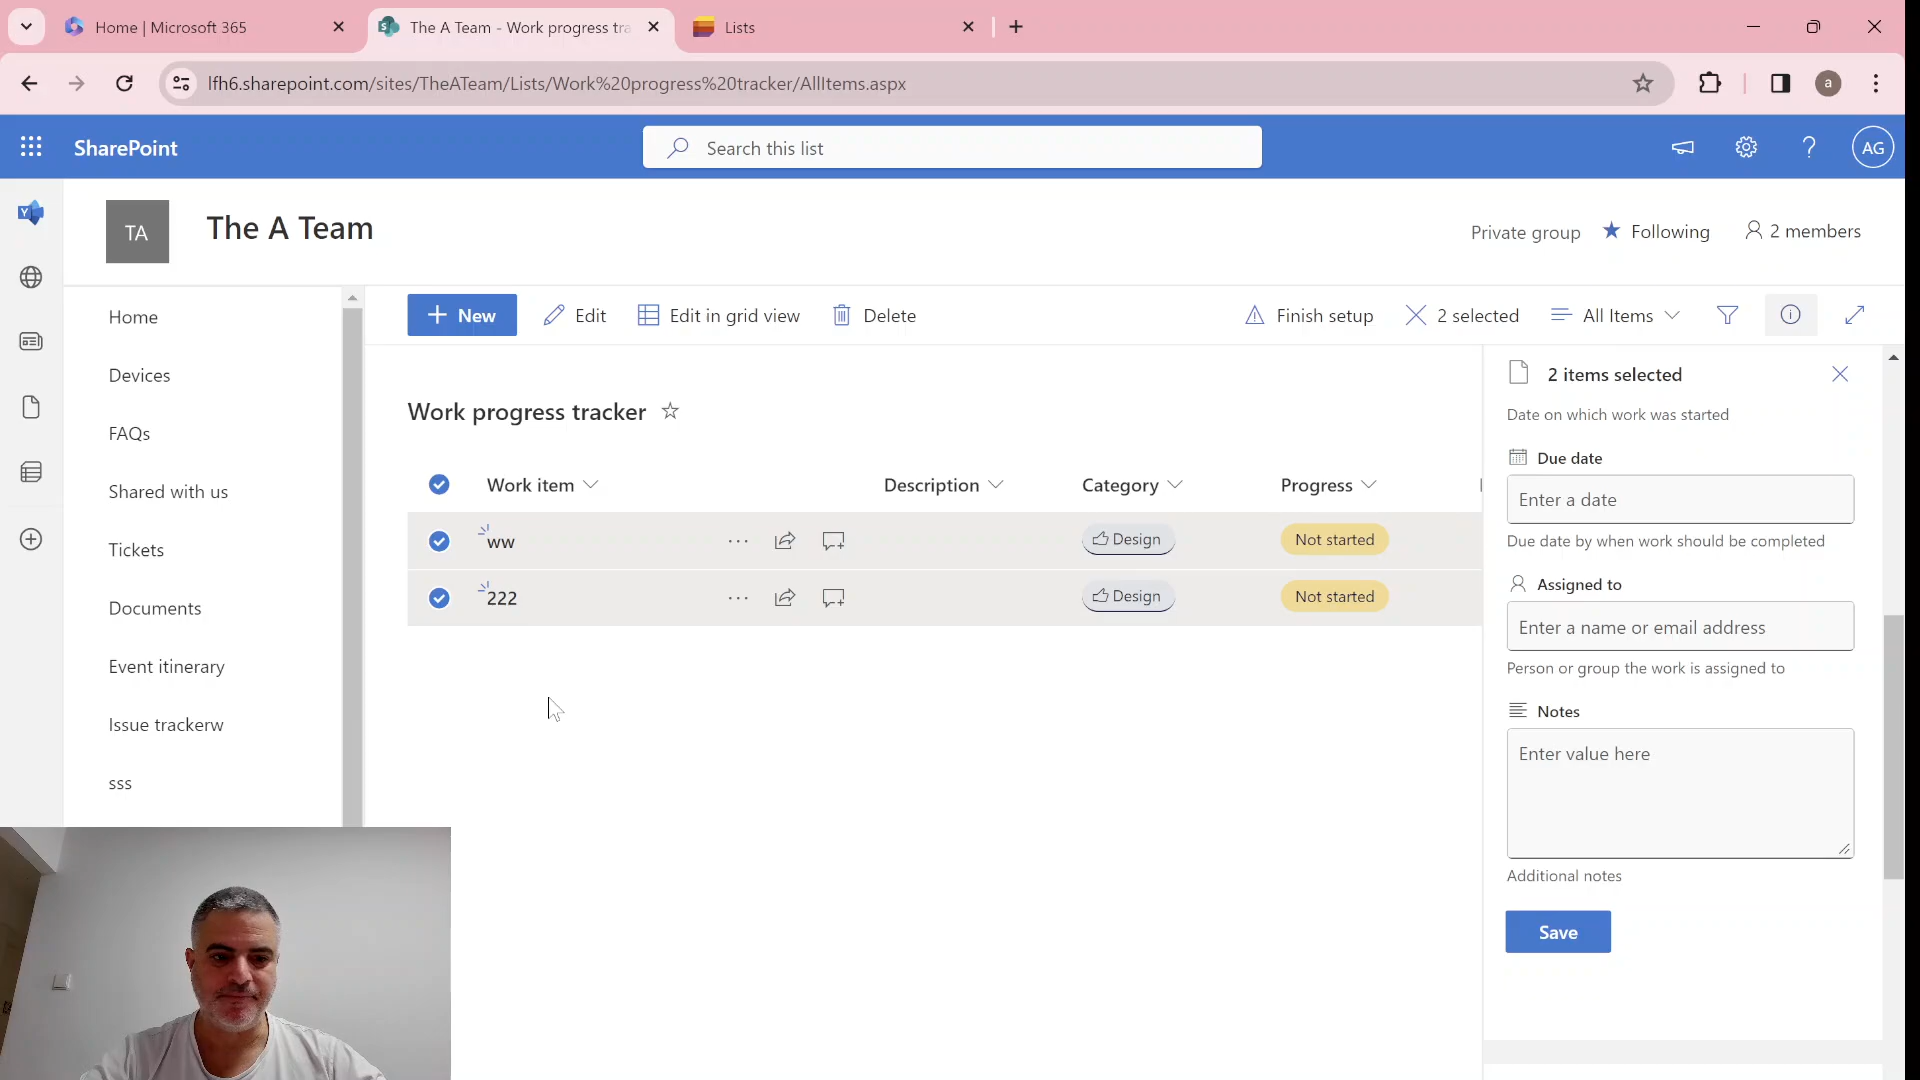 Home | Microsoft 365
The A Team - Work progress tra
Lists
lfh6.sharepoint.com/sites/TheATeam/Lists/Work%20progress%20tracker/AllItems.aspx
a
SharePoint
Search this list
AG
TA
The A Team
Private group
Following
2 members
Home
Devices
FAQs
Shared with us
Tickets
Documents
Event itinerary
Issue trackerw
sss
New
Edit
Edit in grid view
Delete
Finish setup
2 selected
All Items
Work progress tracker
Work item
Description
Category
Progress
ww
Design
Not started
222
Design
Not started
2 items selected
Date on which work was started
Due date
Enter a date
Due date by when work should be completed
Assigned to
Enter a name or email address
Person or group the work is assigned to
Notes
Enter value here
Additional notes
Save